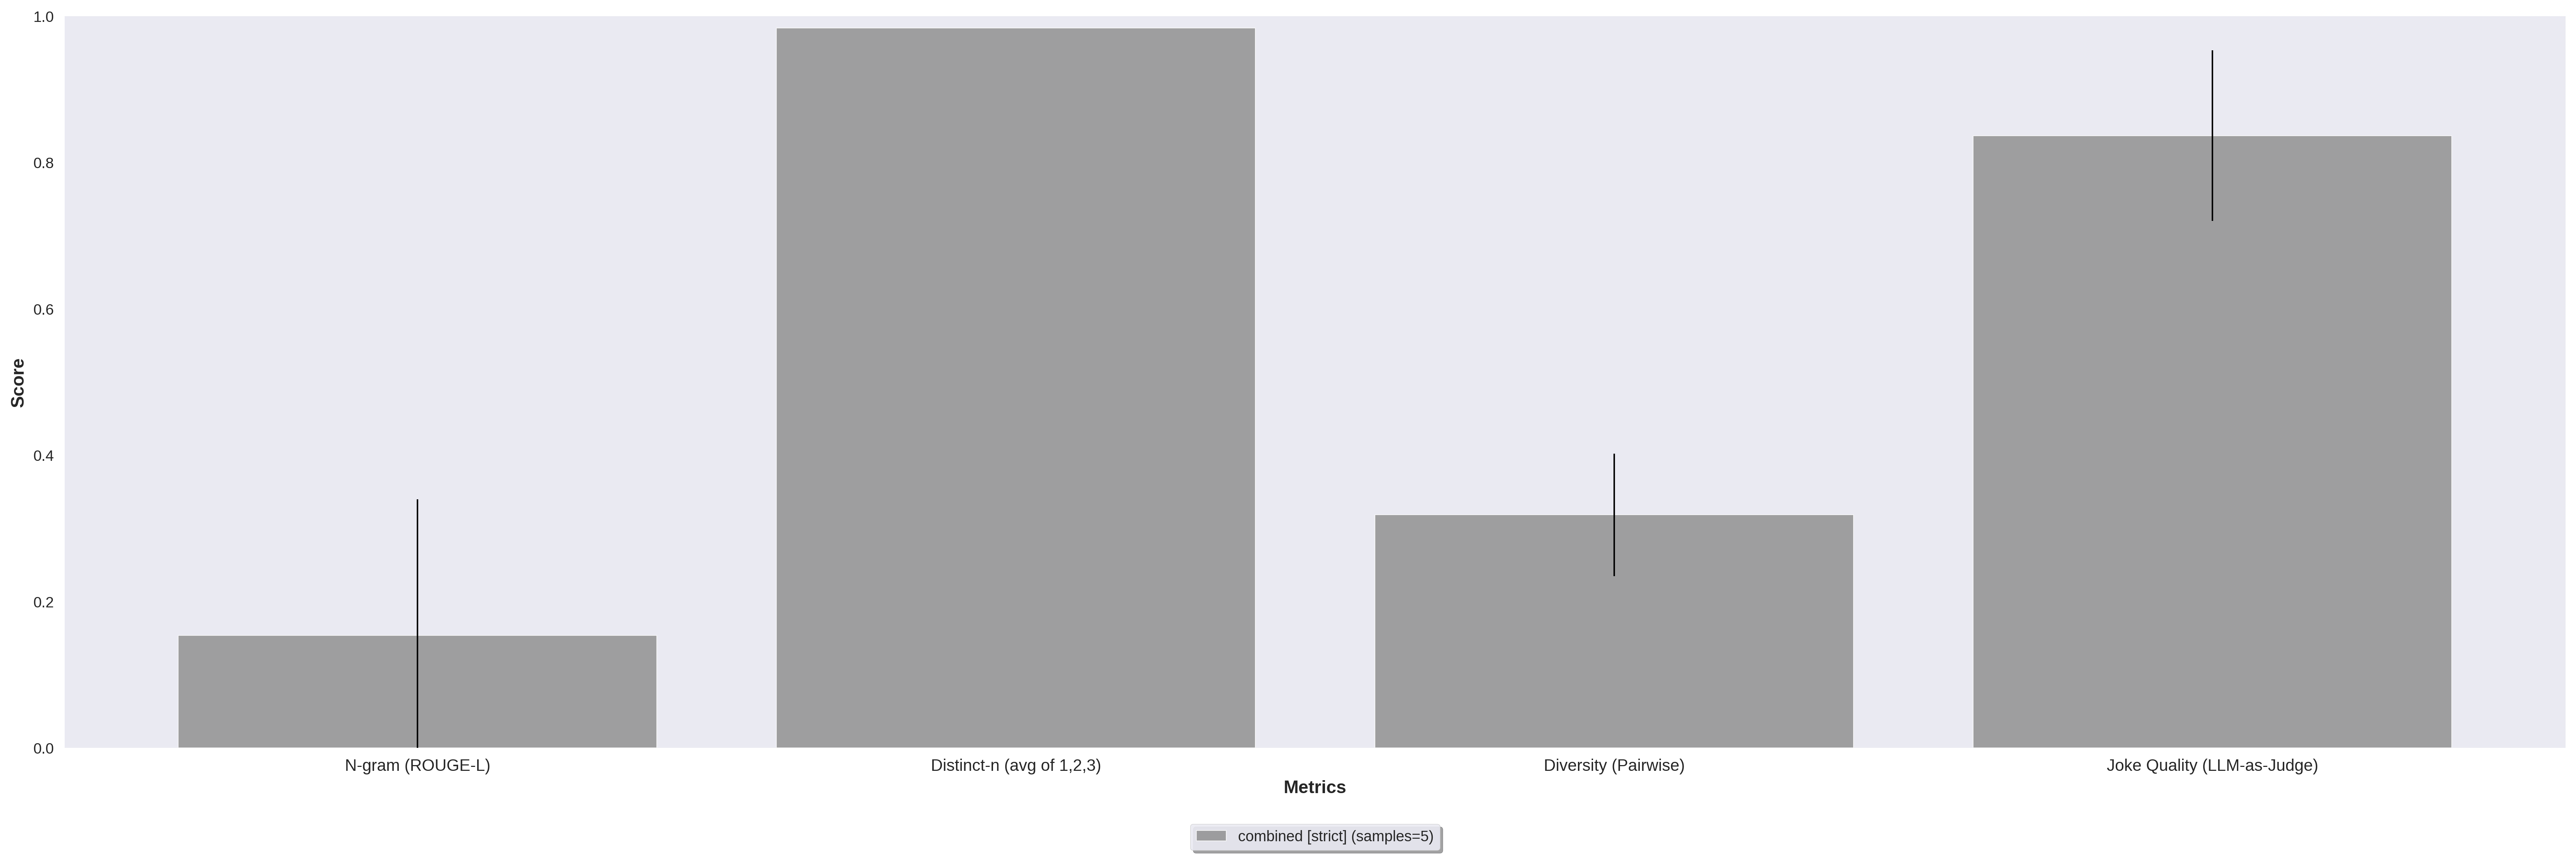 1.0
0.8
0.6
0.4
0.2
0.0
Score
N-gram (ROUGE-L)
Distinct-n (avg of 1,2,3)
Diversity (Pairwise)
Joke Quality (LLM-as-Judge)
Metrics
combined [strict] (samples=5)